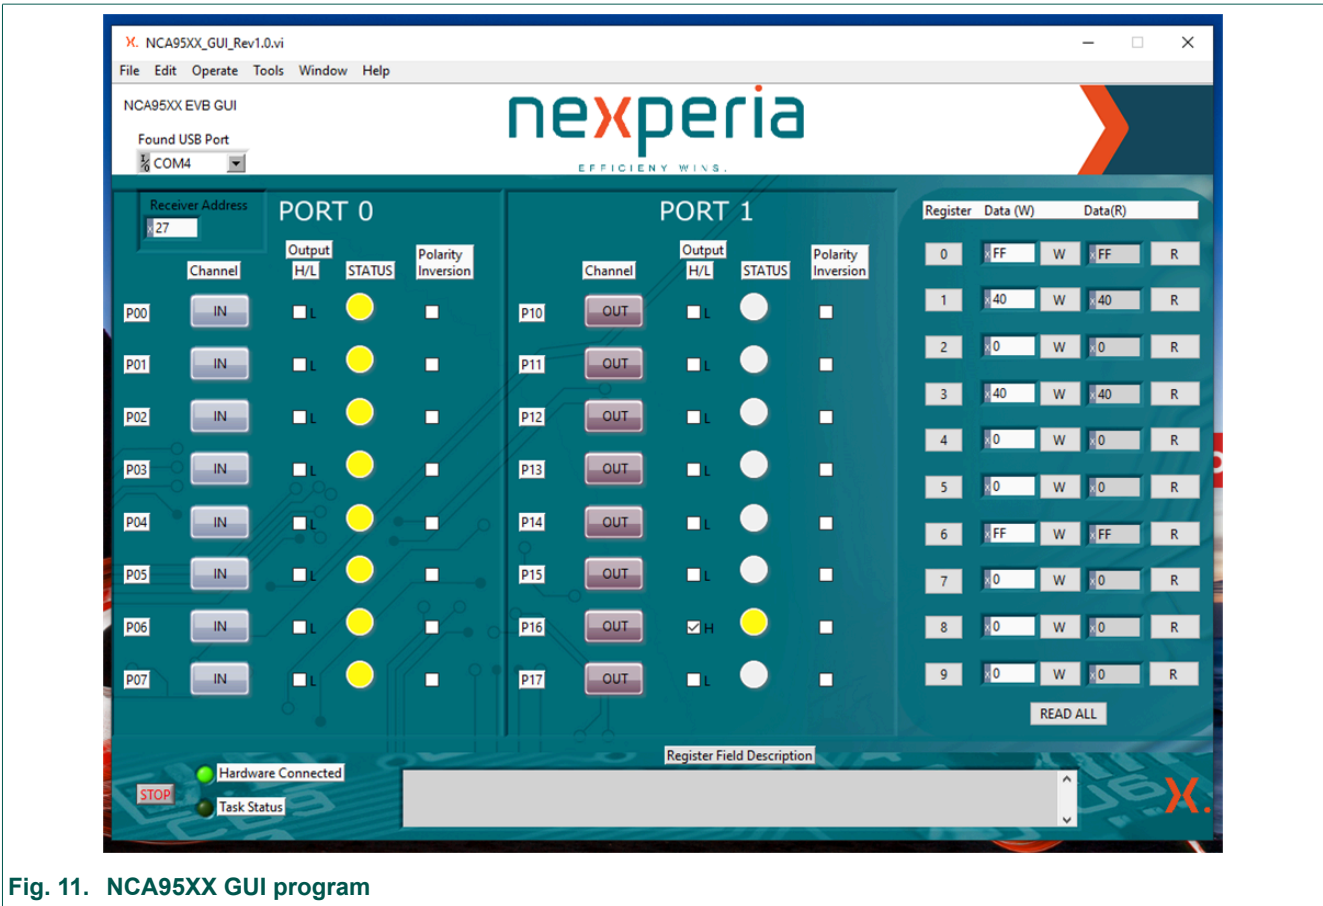 NCA95XX_GUI_Rev1.0.vi
File Edit Operate Tools Window Help
NCA95XX EVB GUI
Found USB Port
COM4
nexperia
EFFICIENY WINS.
Receiver Address
x 27
PORT 0
Channel Output H/L STATUS Polarity Inversion
P00 IN L
P01 IN L
P02 IN L
P03 IN L
P04 IN L
P05 IN L
P06 IN L
P07 IN L
PORT 1
Channel Output H/L STATUS Polarity Inversion
P10 OUT L
P11 OUT L
P12 OUT L
P13 OUT L
P14 OUT L
P15 OUT L
P16 OUT H
P17 OUT L
Register Data (W) Data(R)
0 x FF W x FF R
1 x 40 W x 40 R
2 x 0 W x 0 R
3 x 40 W x 40 R
4 x 0 W x 0 R
5 x 0 W x 0 R
6 x FF W x FF R
7 x 0 W x 0 R
8 x 0 W x 0 R
9 x 0 W x 0 R
READ ALL
Register Field Description
Hardware Connected
STOP
Task Status
Fig. 11. NCA95XX GUI program